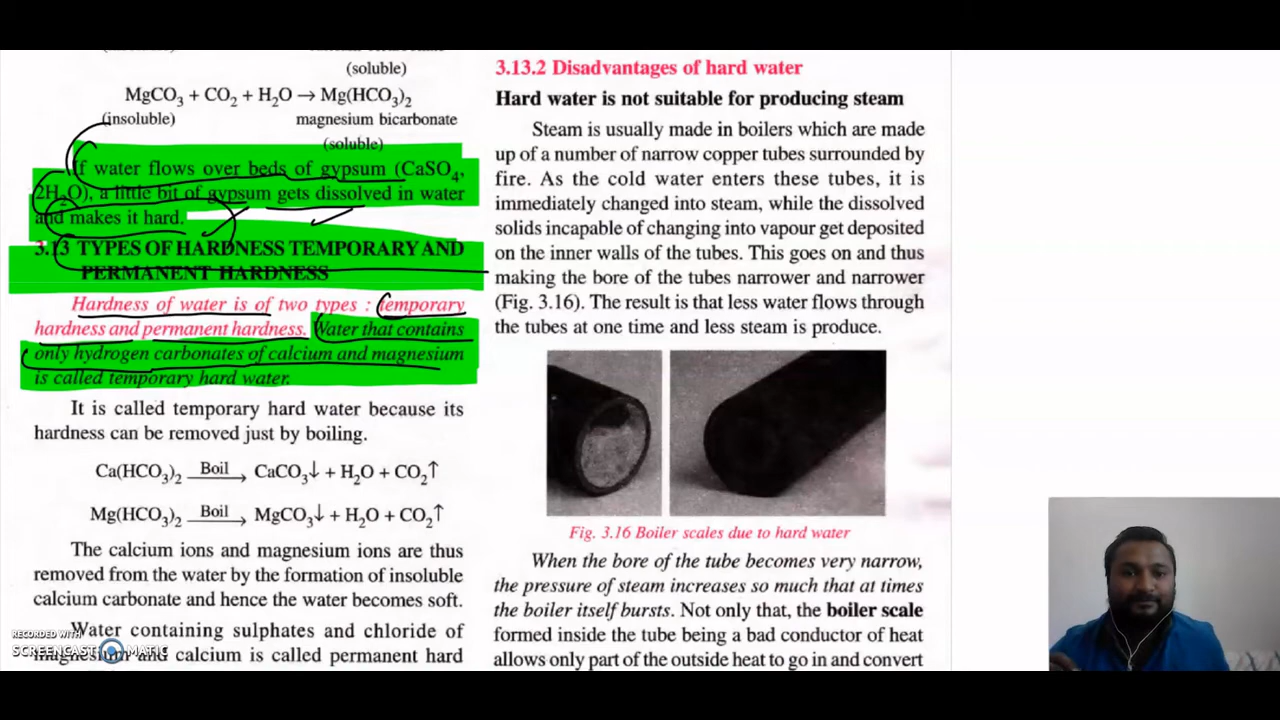 (soluble)
MgCO₃ + CO₂ + H₂O → Mg(HCO₃)₂
(insoluble) magnesium bicarbonate
(soluble)
If water flows over beds of gypsum (CaSO₄,
2H₂O), a little bit of gypsum gets dissolved in water
and makes it hard.
3.13 TYPES OF HARDNESS TEMPORARY AND
PERMANENT HARDNESS
Hardness of water is of two types : temporary
hardness and permanent hardness. Water that contains
only hydrogen carbonates of calcium and magnesium
is called temporary hard water.
It is called temporary hard water because its
hardness can be removed just by boiling.
Ca(HCO₃)₂ Boil → CaCO₃↓ + H₂O + CO₂↑
Mg(HCO₃)₂ Boil → MgCO₃↓ + H₂O + CO₂↑
The calcium ions and magnesium ions are thus
removed from the water by the formation of insoluble
calcium carbonate and hence the water becomes soft.
Water containing sulphates and chloride of
magnesium and calcium is called permanent hard
3.13.2 Disadvantages of hard water
Hard water is not suitable for producing steam
Steam is usually made in boilers which are made
up of a number of narrow copper tubes surrounded by
fire. As the cold water enters these tubes, it is
immediately changed into steam, while the dissolved
solids incapable of changing into vapour get deposited
on the inner walls of the tubes. This goes on and thus
making the bore of the tubes narrower and narrower
(Fig. 3.16). The result is that less water flows through
the tubes at one time and less steam is produce.
Fig. 3.16 Boiler scales due to hard water
When the bore of the tube becomes very narrow,
the pressure of steam increases so much that at times
the boiler itself bursts. Not only that, the boiler scale
formed inside the tube being a bad conductor of heat
allows only part of the outside heat to go in and convert
RECORDED WITH
SCREENCAST MATIC